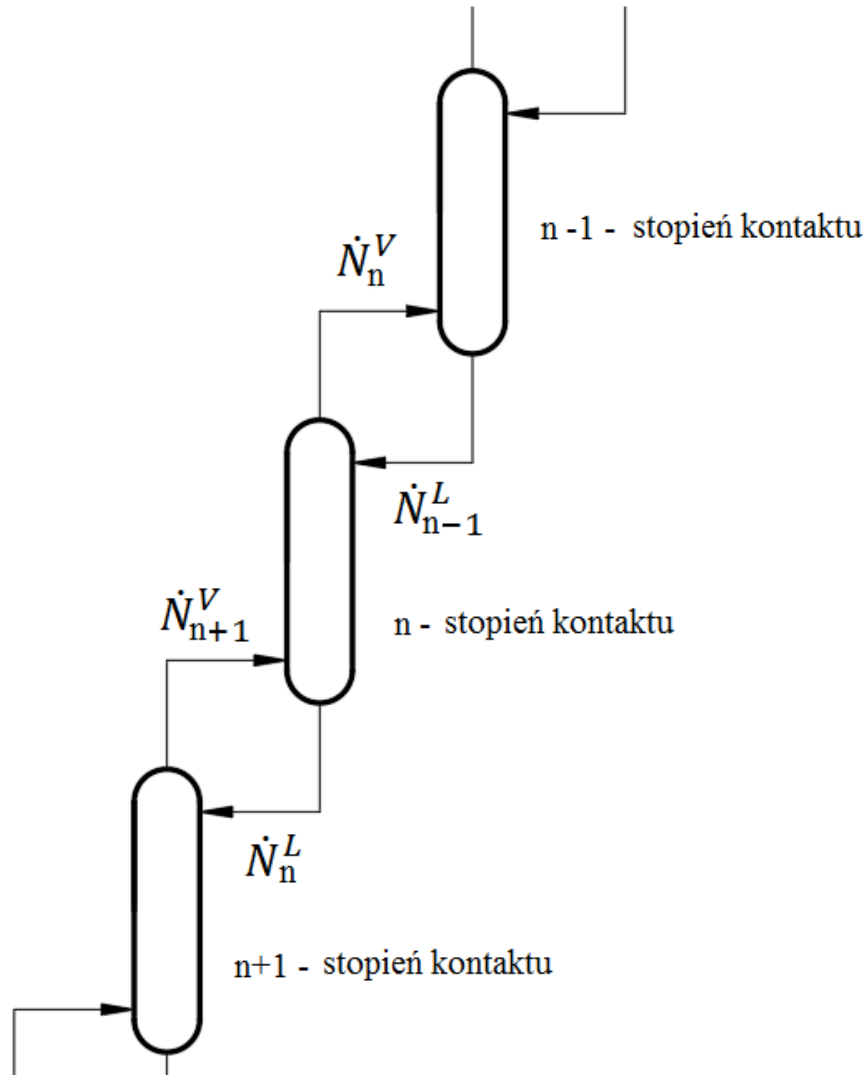 n -1 - stopień kontaktu
Ṅ_n^V
Ṅ_{n-1}^L
Ṅ_{n+1}^V
n - stopień kontaktu
Ṅ_n^L
n+1 - stopień kontaktu